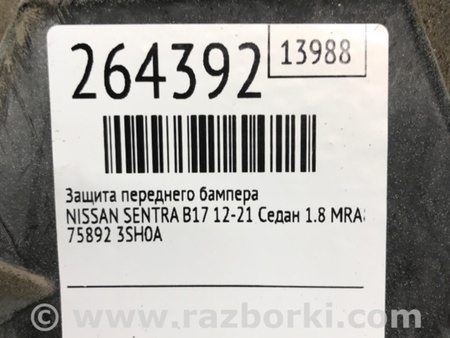 264392
13988
Защита переднего бампера
NISSAN SENTRA B17 12-21 Седан 1.8 MRA8
75892 3SH0A
www.razborki.com